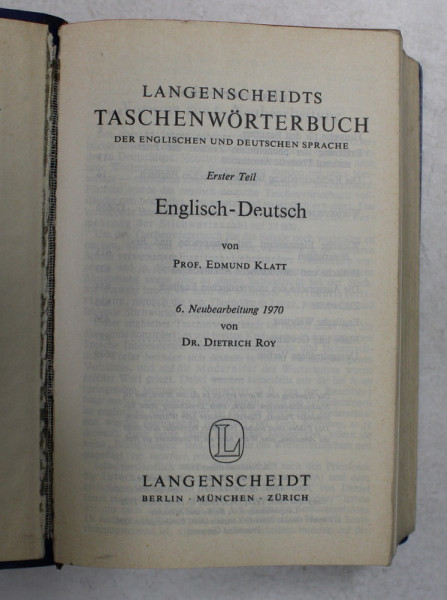 LANGENSCHEIDTS
TASCHENWÖRTERBUCH
DER ENGLISCHEN UND DEUTSCHEN SPRACHE
Erster Teil
Englisch-Deutsch
von
PROF. EDMUND KLATT
6. Neubearbeitung 1970
von
DR. DIETRICH ROY
L
LANGENSCHEIDT
BERLIN · MÜNCHEN · ZÜRICH